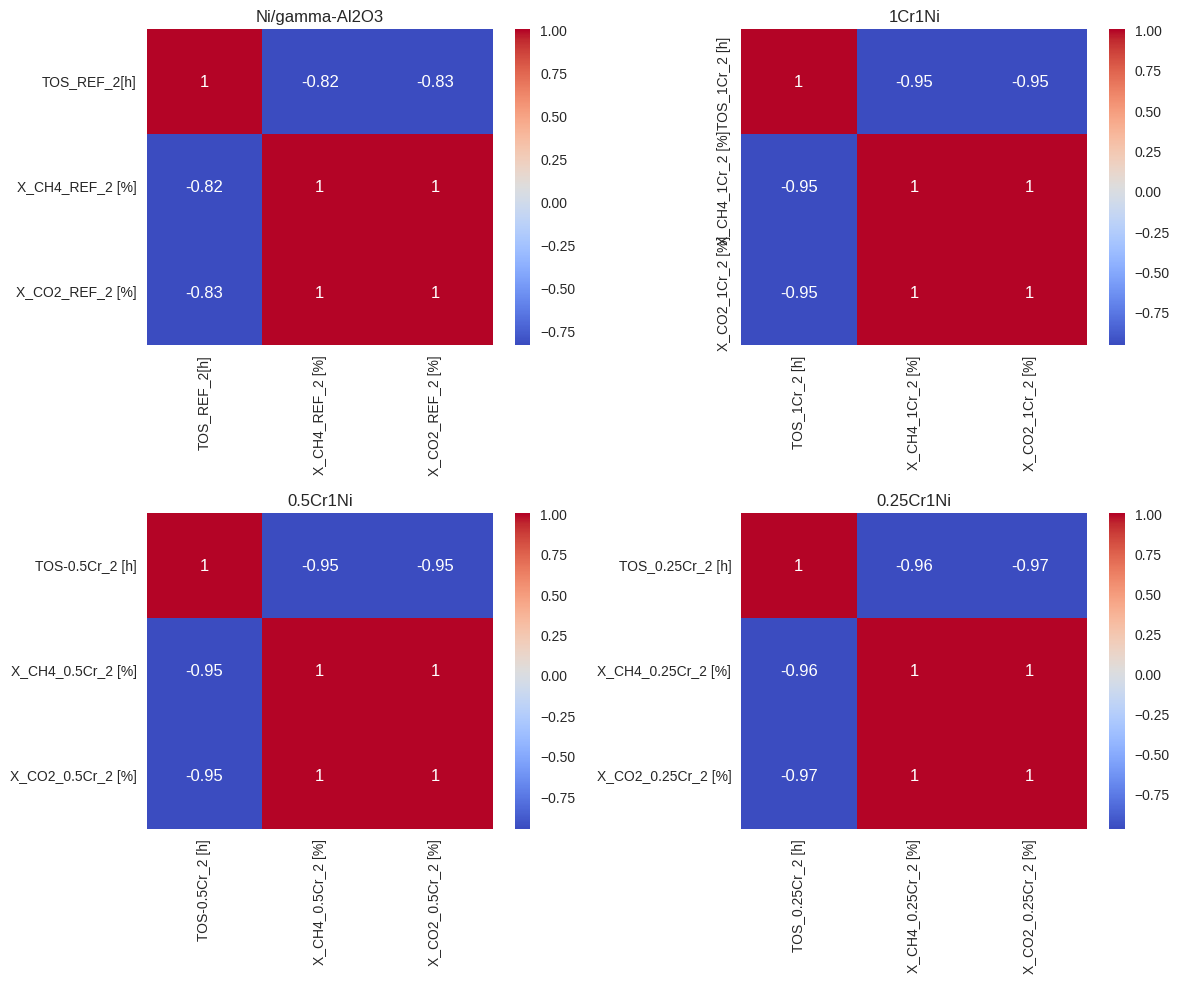 Ni/gamma-Al2O3
TOS_REF_2[h]
X_CH4_REF_2 [%]
X_CO2_REF_2 [%]
1 -0.82 -0.83
-0.82 1 1
-0.83 1 1
TOS_REF_2[h]
X_CH4_REF_2 [%]
X_CO2_REF_2 [%]
1.00
0.75
0.50
0.25
0.00
−0.25
−0.50
−0.75
1Cr1Ni
TOS_1Cr_2 [h]
X_CH4_1Cr_2 [%]
X_CO2_1Cr_2 [%]
1 -0.95 -0.95
-0.95 1 1
-0.95 1 1
TOS_1Cr_2 [h]
X_CH4_1Cr_2 [%]
X_CO2_1Cr_2 [%]
1.00
0.75
0.50
0.25
0.00
−0.25
−0.50
−0.75
0.5Cr1Ni
TOS-0.5Cr_2 [h]
X_CH4_0.5Cr_2 [%]
X_CO2_0.5Cr_2 [%]
1 -0.95 -0.95
-0.95 1 1
-0.95 1 1
TOS-0.5Cr_2 [h]
X_CH4_0.5Cr_2 [%]
X_CO2_0.5Cr_2 [%]
1.00
0.75
0.50
0.25
0.00
−0.25
−0.50
−0.75
0.25Cr1Ni
TOS_0.25Cr_2 [h]
X_CH4_0.25Cr_2 [%]
X_CO2_0.25Cr_2 [%]
1 -0.96 -0.97
-0.96 1 1
-0.97 1 1
TOS_0.25Cr_2 [h]
X_CH4_0.25Cr_2 [%]
X_CO2_0.25Cr_2 [%]
1.00
0.75
0.50
0.25
0.00
−0.25
−0.50
−0.75